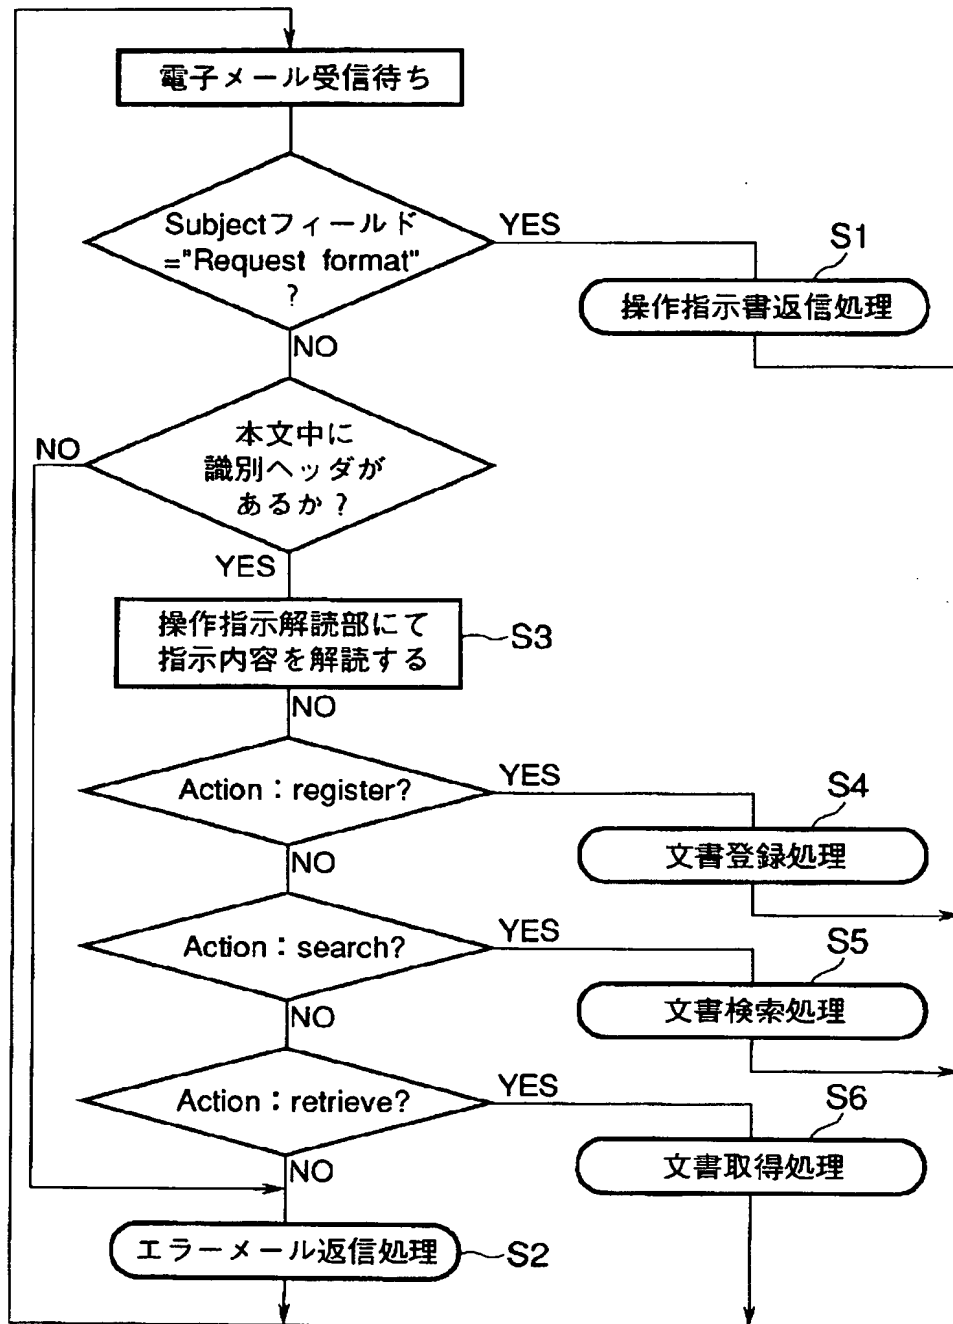 電子メール受信待ち
Subjectフィールド
="Request format"
?
YES
S1
操作指示書返信処理
NO
本文中に
識別ヘッダが
あるか?
NO
YES
操作指示解読部にて
指示内容を解読する
S3
NO
Action:register?
YES
S4
文書登録処理
NO
Action:search?
YES
S5
文書検索処理
NO
Action:retrieve?
YES
S6
文書取得処理
NO
エラーメール返信処理
S2